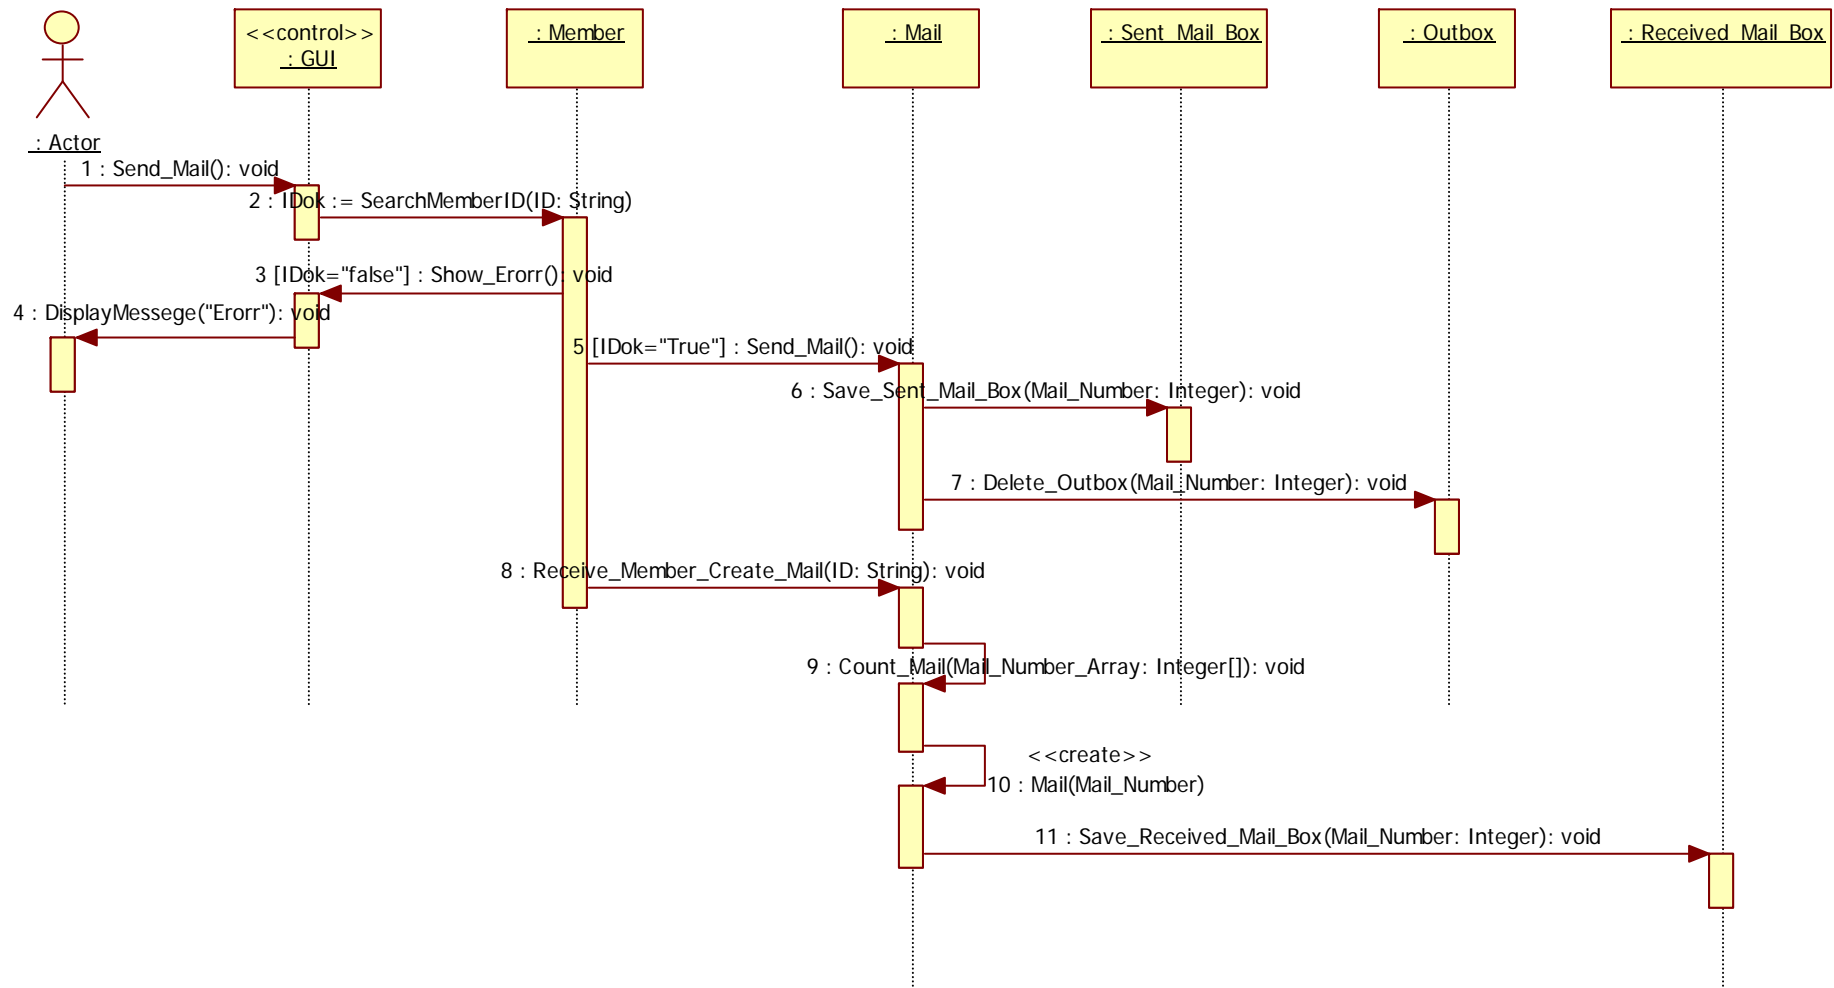 <<control>>
: GUI
: Member
: Mail
: Sent_Mail_Box
: Outbox
: Received_Mail_Box
: Actor
1 : Send_Mail(): void
2 : IDok := SearchMemberID(ID: String)
3 [IDok="false"] : Show_Erorr(): void
4 : DisplayMessege("Erorr"): void
5 [IDok="True"] : Send_Mail(): void
6 : Save_Sent_Mail_Box(Mail_Number: Integer): void
7 : Delete_Outbox(Mail_Number: Integer): void
8 : Receive_Member_Create_Mail(ID: String): void
9 : Count_Mail(Mail_Number_Array: Integer[]): void
<<create>>
10 : Mail(Mail_Number)
11 : Save_Received_Mail_Box(Mail_Number: Integer): void